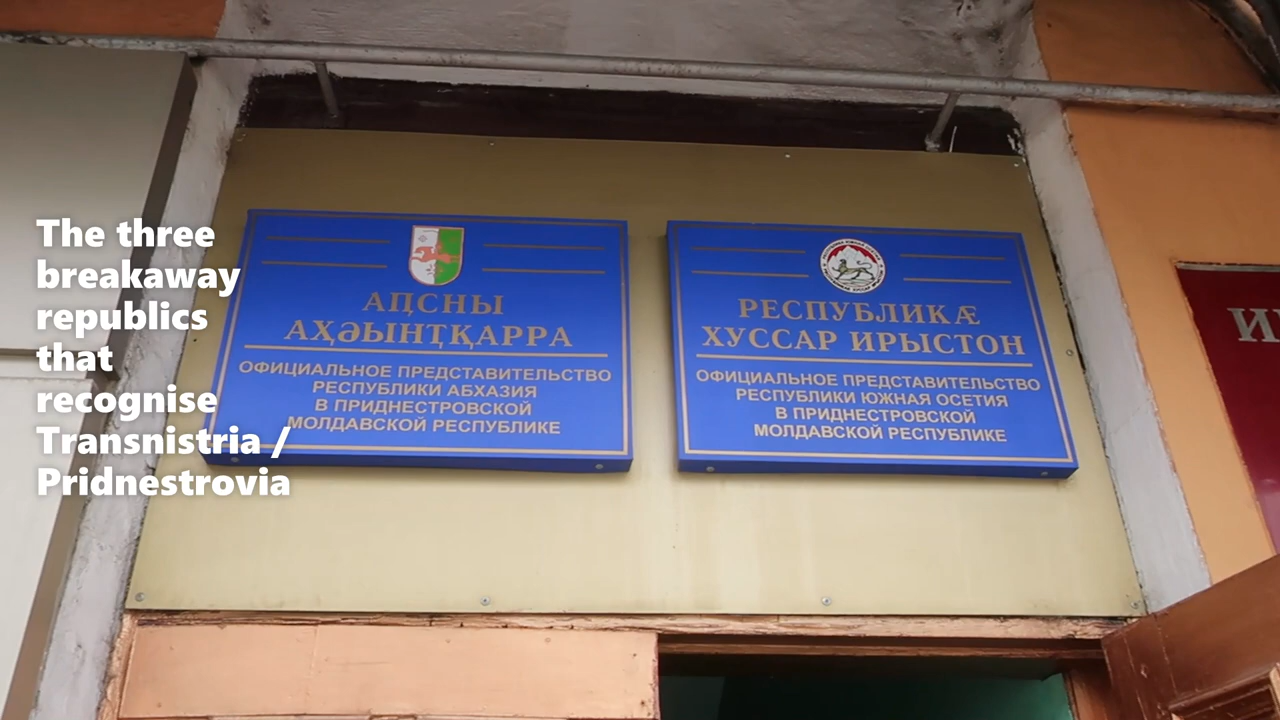 The three
breakaway
republics
that
recognise
Transnistria /
Pridnestrovia
АԤСНЫ
АҲӘЫНҬҚАРРА
ОФИЦИАЛЬНОЕ ПРЕДСТАВИТЕЛЬСТВО
РЕСПУБЛИКИ АБХАЗИЯ
В ПРИДНЕСТРОВСКОЙ
МОЛДАВСКОЙ РЕСПУБЛИКЕ
РЕСПУБЛИКӔ
ХУССАР ИРЫСТОН
ОФИЦИАЛЬНОЕ ПРЕДСТАВИТЕЛЬСТВО
РЕСПУБЛИКИ ЮЖНАЯ ОСЕТИЯ
В ПРИДНЕСТРОВСКОЙ
МОЛДАВСКОЙ РЕСПУБЛИКЕ